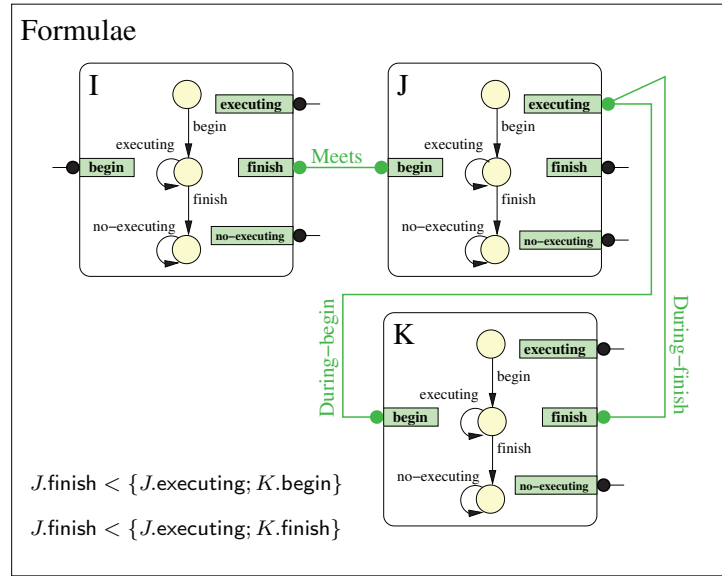 Formulae
I
executing
begin
executing
begin
finish
finish
no–executing
no–executing
Meets
J
executing
begin
executing
begin
finish
finish
no–executing
no–executing
During–begin
During–finish
K
executing
begin
executing
begin
finish
finish
no–executing
no–executing
J.finish < {J.executing; K.begin}
J.finish < {J.executing; K.finish}